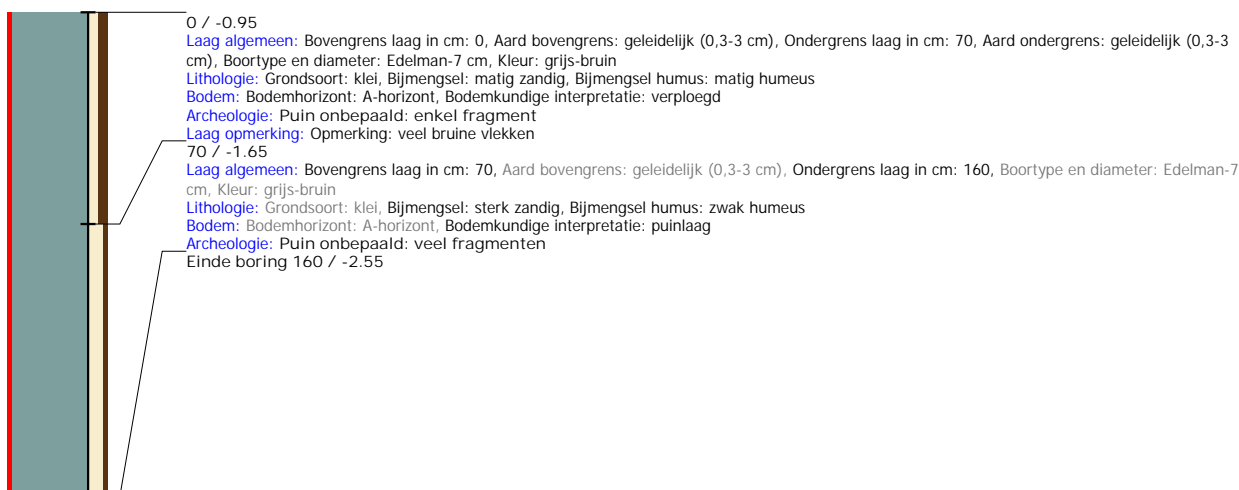 0 / -0.95
Laag algemeen: Bovengrens laag in cm: 0, Aard bovengrens: geleidelijk (0,3-3 cm), Ondergrens laag in cm: 70, Aard ondergrens: geleidelijk (0,3-3
cm), Boortype en diameter: Edelman-7 cm, Kleur: grijs-bruin
Lithologie: Grondsoort: klei, Bijmengsel: matig zandig, Bijmengsel humus: matig humeus
Bodem: Bodemhorizont: A-horizont, Bodemkundige interpretatie: verploegd
Archeologie: Puin onbepaald: enkel fragment
Laag opmerking: Opmerking: veel bruine vlekken
70 / -1.65
Laag algemeen: Bovengrens laag in cm: 70, Aard bovengrens: geleidelijk (0,3-3 cm), Ondergrens laag in cm: 160, Boortype en diameter: Edelman-7
cm, Kleur: grijs-bruin
Lithologie: Grondsoort: klei, Bijmengsel: sterk zandig, Bijmengsel humus: zwak humeus
Bodem: Bodemhorizont: A-horizont, Bodemkundige interpretatie: puinlaag
Archeologie: Puin onbepaald: veel fragmenten
Einde boring 160 / -2.55